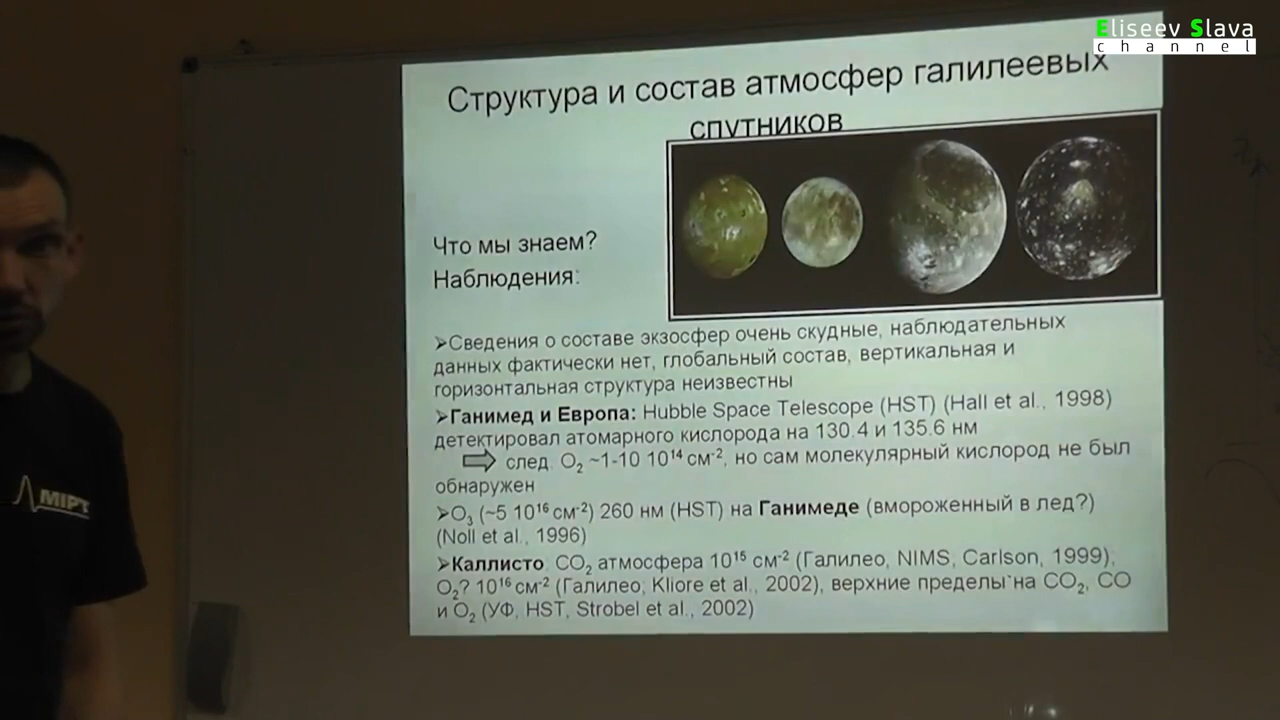 Eliseev Slava
channel
Структура и состав атмосфер галилеевых
спутников
Что мы знаем?
Наблюдения:
➢Сведения о составе экзосфер очень скудные, наблюдательных
данных фактически нет, глобальный состав, вертикальная и
горизонтальная структура неизвестны
➢Ганимед и Европа: Hubble Space Telescope (HST) (Hall et al., 1998)
детектировал атомарного кислорода на 130.4 и 135.6 нм
⇨ след. O₂ ~1-10 10¹⁴ см⁻², но сам молекулярный кислород не был
обнаружен
➢O₃ (~5 10¹⁶ см⁻²) 260 нм (HST) на Ганимеде (вмороженный в лед?)
(Noll et al., 1996)
➢Каллисто: CO₂ атмосфера 10¹⁵ см⁻² (Галилео, NIMS, Carlson, 1999);
O₂? 10¹⁶ см⁻² (Галилео; Kliore et al., 2002), верхние пределы на CO₂, CO
и O₂ (УФ, HST, Strobel et al., 2002)
MIPT